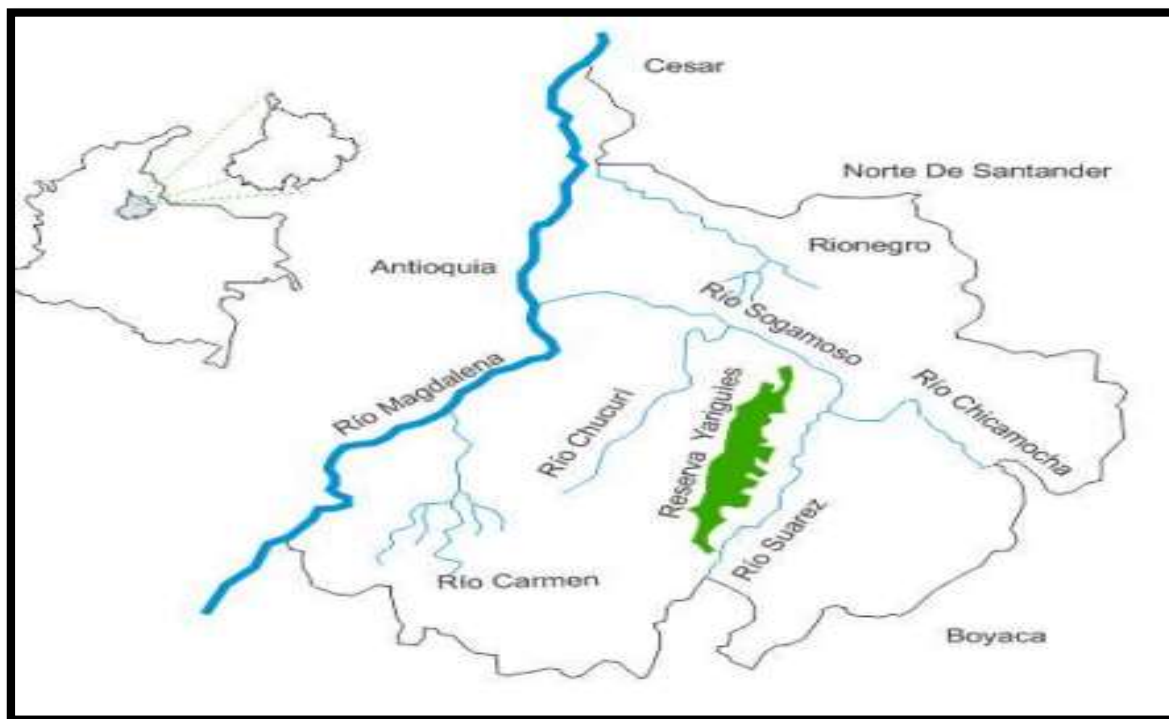 Cesar
Norte De Santander
Rionegro
Antioquia
Río Sogamoso
Río Magdalena
Río Chucurí
Reserva Yariguies
Río Chicamocha
Río Suarez
Río Carmen
Boyaca